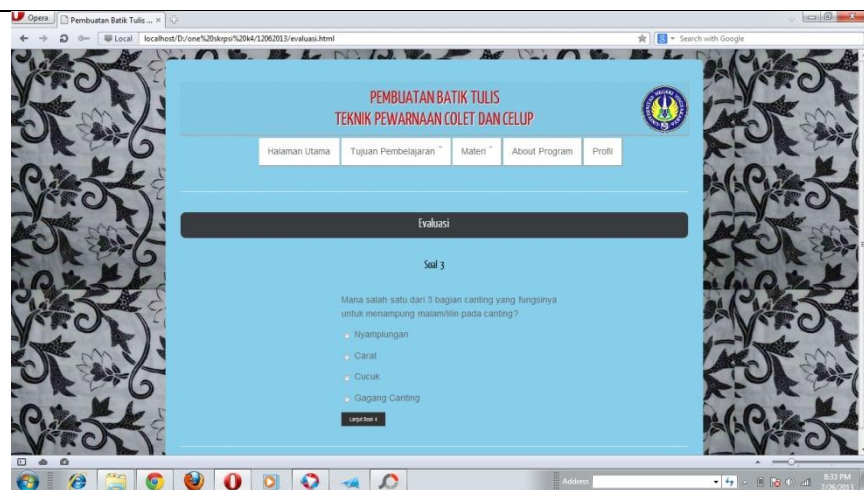 Opera
Pembuatan Batik Tulis ...
Local
localhost/D:/one%20skrpsi%20k4/12062013/evaluasi.html
Search with Google
PEMBUATAN BATIK TULIS
TEKNIK PEWARNAAN COLET DAN CELUP
Halaman Utama
Tujuan Pembelajaran
Materi
About Program
Profil
Evaluasi
Soal 3
Mana salah satu dari 3 bagian canting yang fungsinya
untuk menampung malam/lilin pada canting?
Nyamplungan
Carat
Cucuk
Gagang Canting
Lanjut Soal 4
Address
8:33 PM
7/26/2013